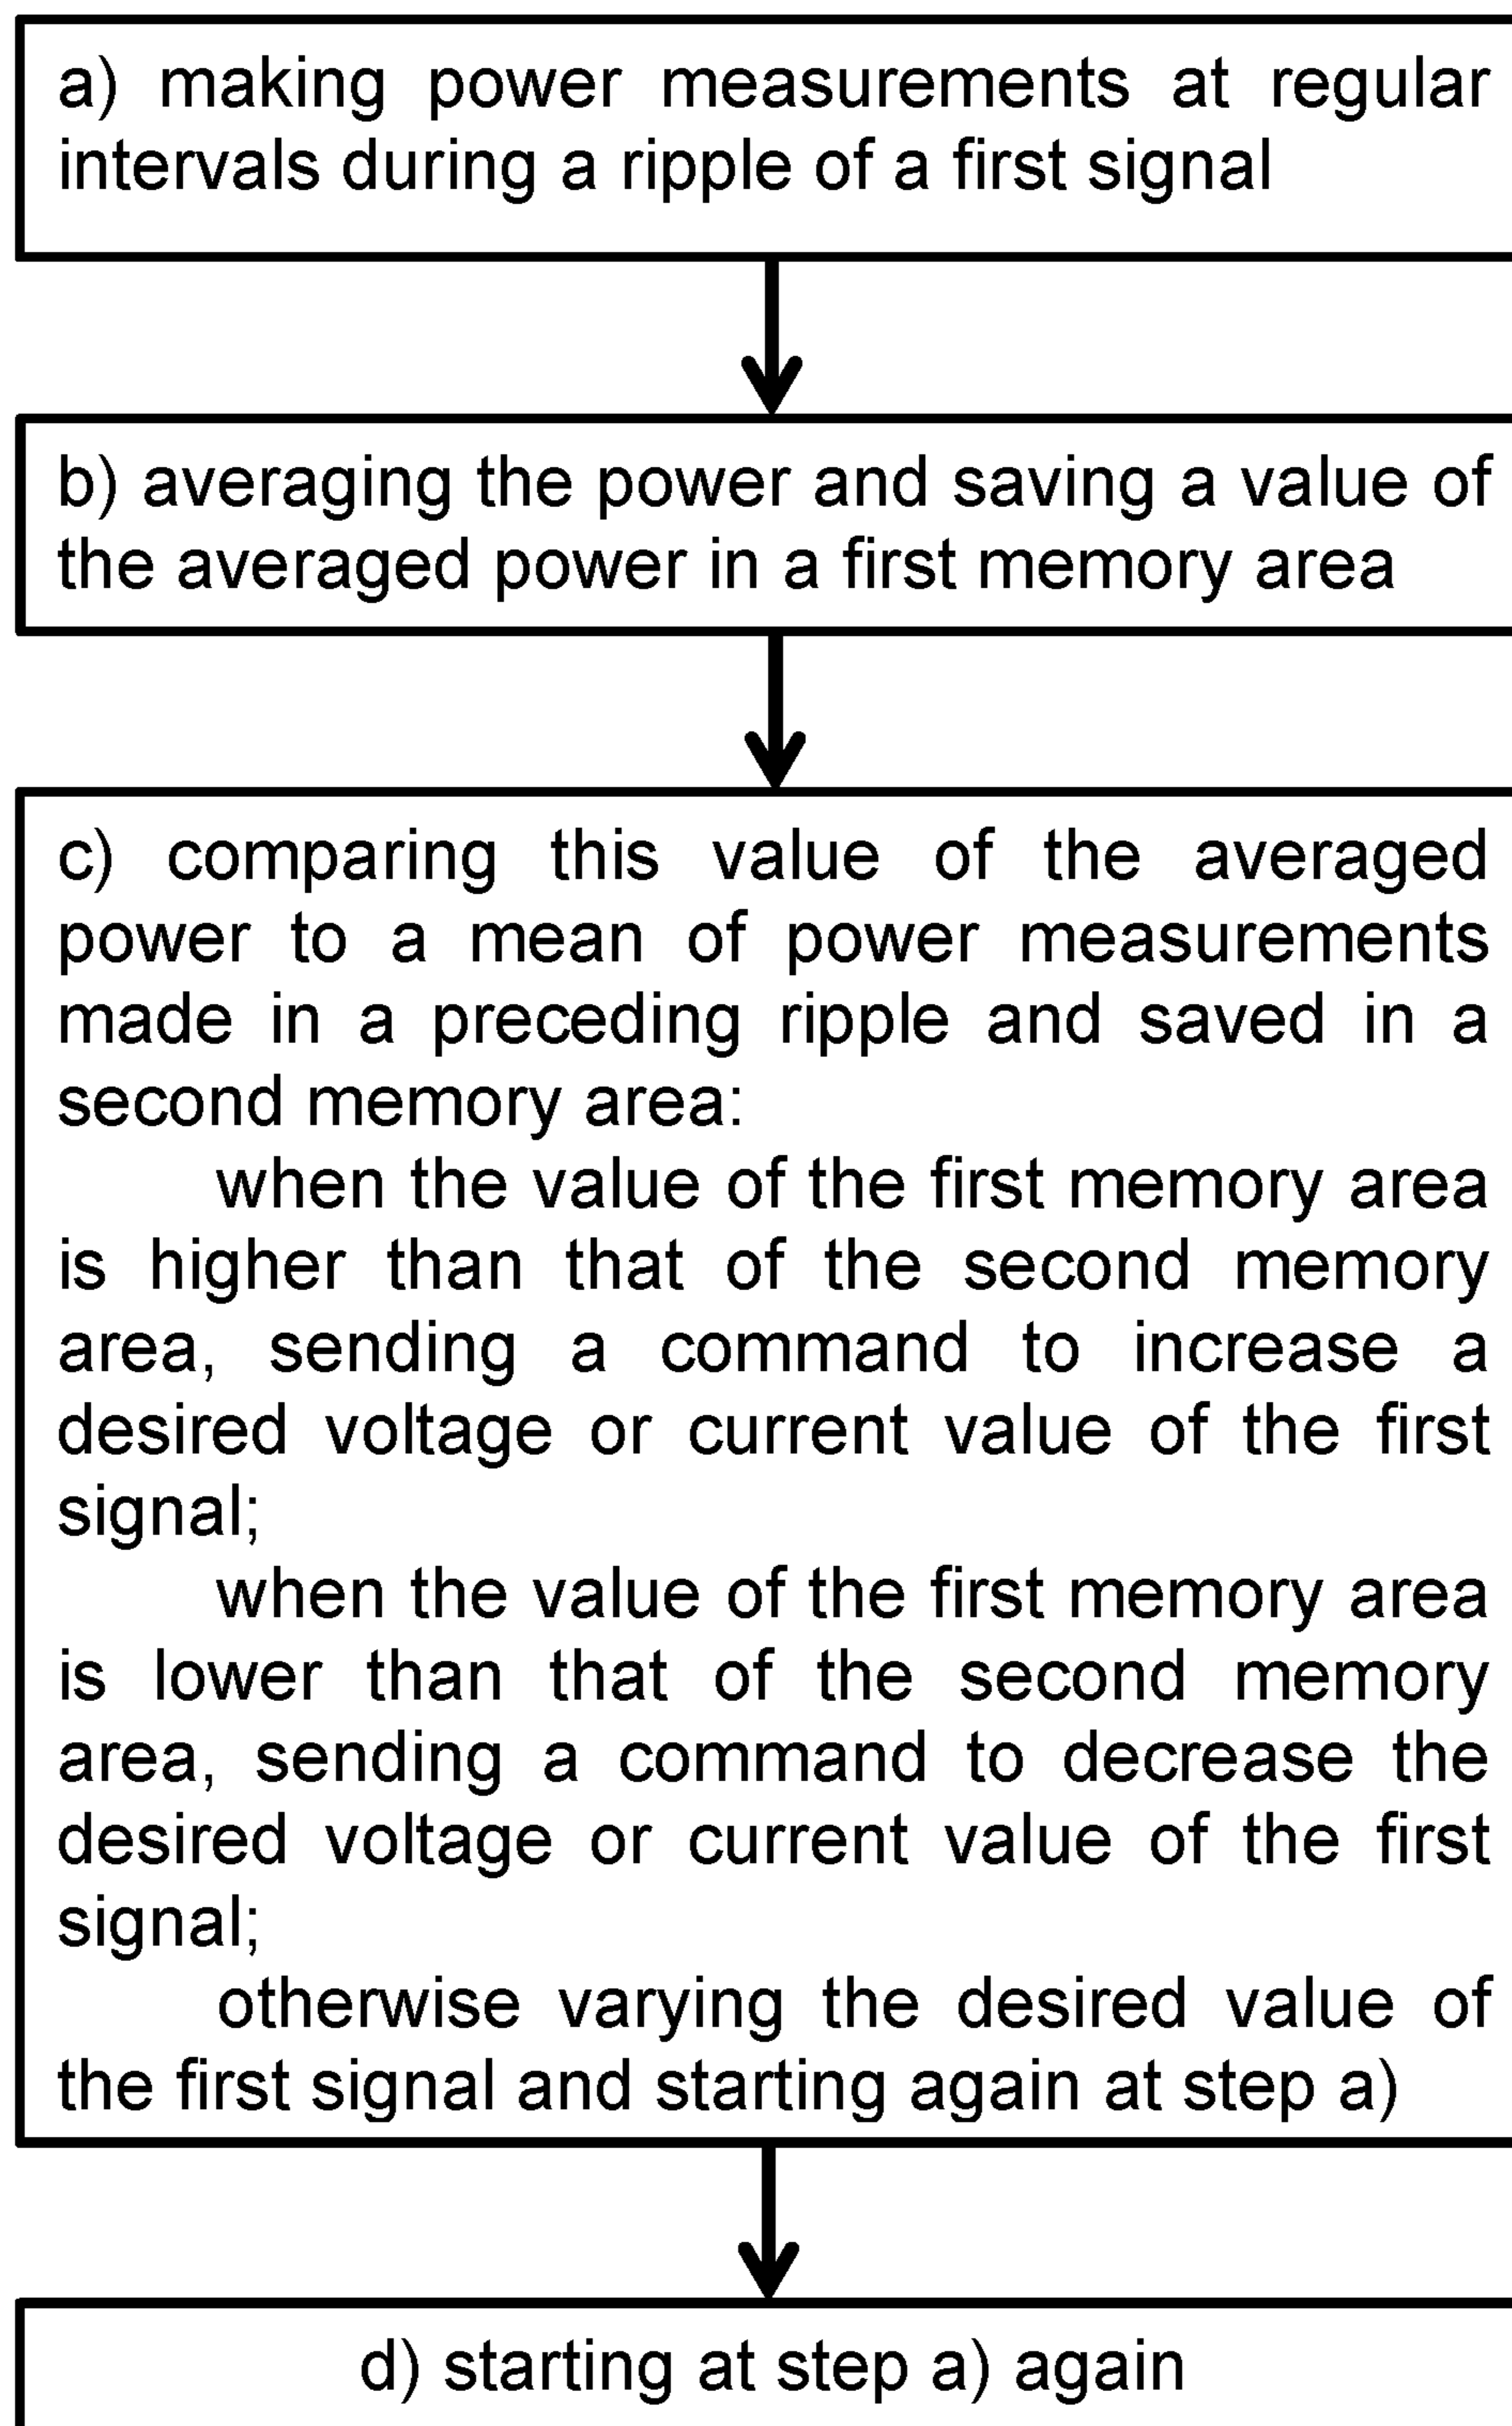 a) making power measurements at regular
intervals during a ripple of a first signal
b) averaging the power and saving a value of
the averaged power in a first memory area
c) comparing this value of the averaged
power to a mean of power measurements
made in a preceding ripple and saved in a
second memory area:
when the value of the first memory area
is higher than that of the second memory
area, sending a command to increase a
desired voltage or current value of the first
signal;
when the value of the first memory area
is lower than that of the second memory
area, sending a command to decrease the
desired voltage or current value of the first
signal;
otherwise varying the desired value of
the first signal and starting again at step a)
d) starting at step a) again